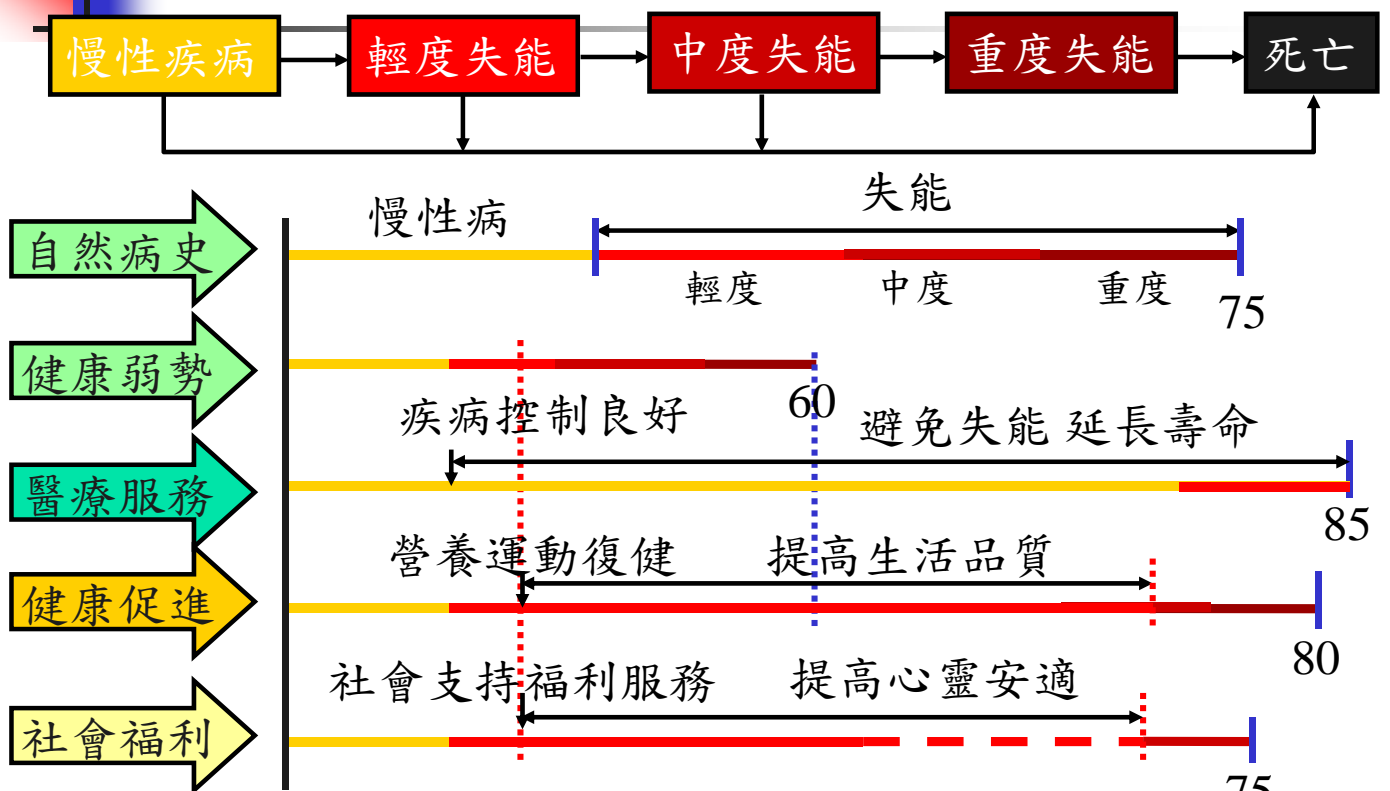 慢性疾病 輕度失能 中度失能 重度失能 死亡
慢性病 失能
自然病史
輕度 中度 重度 75
健康弱勢
60
疾病控制良好 避免失能 延長壽命
醫療服務
85
營養運動復健 提高生活品質
健康促進
80
社會支持福利服務 提高心靈安適
社會福利
75